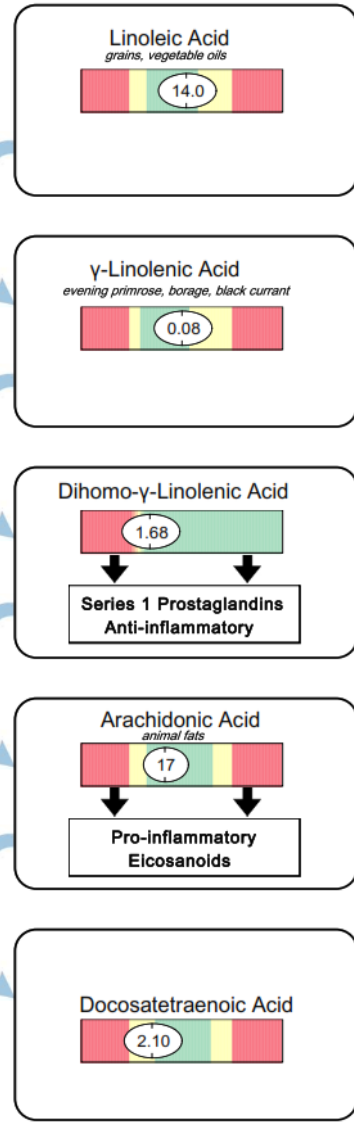 Linoleic Acid
grains, vegetable oils
14.0
γ-Linolenic Acid
evening primrose, borage, black currant
0.08
Dihomo-γ-Linolenic Acid
1.68
Series 1 Prostaglandins
Anti-inflammatory
Arachidonic Acid
animal fats
17
Pro-inflammatory
Eicosanoids
Docosatetraenoic Acid
2.10